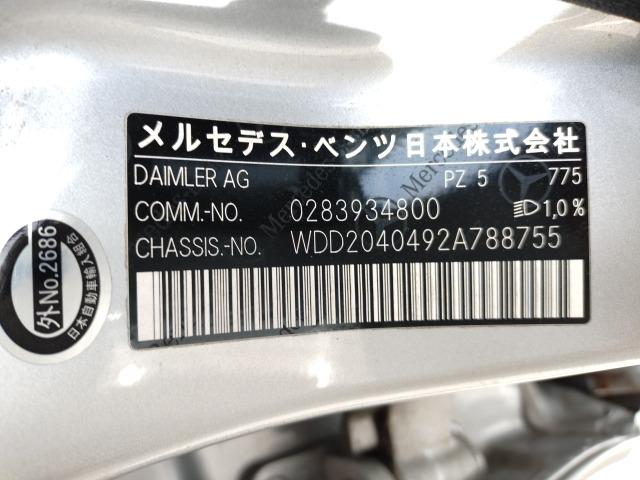 メルセデス・ベンツ日本株式会社
DAIMLER AG PZ 5 775
COMM.-NO. 0283934800 1,0%
CHASSIS.-NO. WDD2040492A788755
外No.2686
日本自動車輸入組合